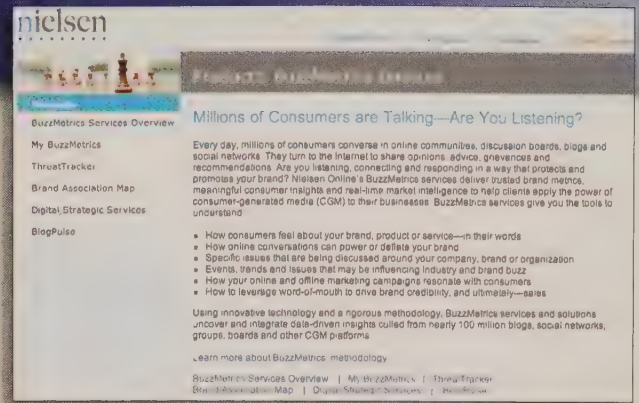 nielsen
BuzzMetrics Services Overview
My BuzzMetrics
ThreatTracker
Brand Association Map
Digital Strategic Services
BlogPulse
Millions of Consumers are Talking—Are You Listening?
Every day, millions of consumers converse in online communities, discussion boards, blogs and
social networks. They turn to the Internet to share opinions, advice, grievances and
recommendations. Are you listening, connecting and responding in a way that protects and
promotes your brand? Nielsen Online's BuzzMetrics services deliver trusted brand metrics,
meaningful consumer insights and real-time market intelligence to help clients apply the power of
consumer-generated media (CGM) to their businesses. BuzzMetrics services give you the tools to
understand
• How consumers feel about your brand, product or service—in their words
• How online conversations can power or deflate your brand
• Specific issues that are being discussed around your company, brand or organization
• Events, trends and issues that may be influencing industry and brand buzz
• How your online and offline marketing campaigns resonate with consumers
• How to leverage word-of-mouth to drive brand credibility, and ultimately—sales
Using innovative technology and a rigorous methodology, BuzzMetrics services and solutions
uncover and integrate data-driven insights culled from nearly 100 million blogs, social networks,
groups, boards and other CGM platforms
Learn more about BuzzMetrics methodology
BuzzMetrics Services Overview | My BuzzMetrics | ThreatTracker
Brand Association Map | Digital Strategic Services | BlogPulse